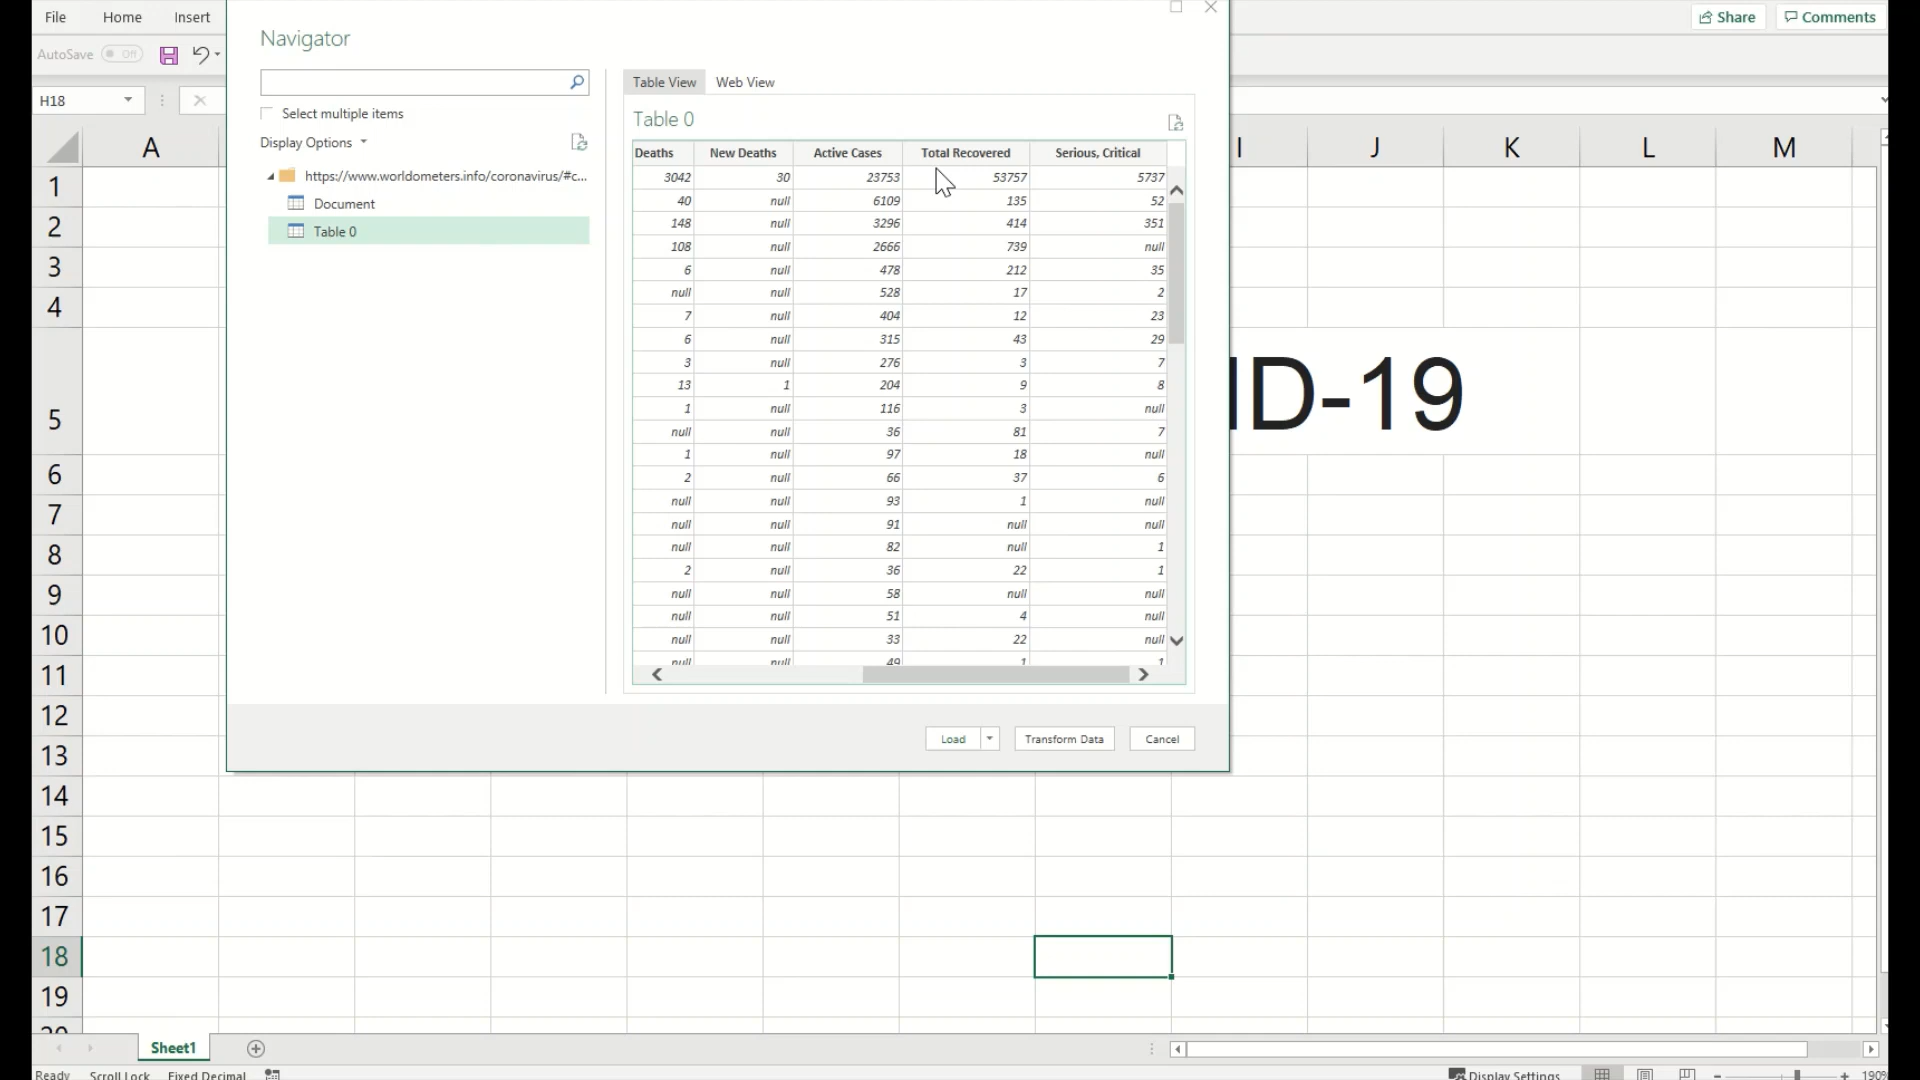 File Home Insert
Share Comments
AutoSave Off
H18
Navigator
Select multiple items
Display Options
https://www.worldometers.info/coronavirus/#c...
Document
Table 0
Table View Web View
Table 0
Deaths New Deaths Active Cases Total Recovered Serious, Critical
3042 30 23753 53757 5737
40 null 6109 135 52
148 null 3296 414 351
108 null 2666 739 null
6 null 478 212 35
null null 528 17 2
7 null 404 12 23
6 null 315 43 29
3 null 276 3 7
13 1 204 9 8
1 null 116 3 null
null null 36 81 7
1 null 97 18 null
2 null 66 37 6
null null 93 1 null
null null 91 null null
null null 82 null 1
2 null 36 22 1
null null 58 null null
null null 51 4 null
null null 33 22 null
null null 49 1 1
Load Transform Data Cancel
A I J K L M
1
2
3
4
5
ID-19
6
7
8
9
10
11
12
13
14
15
16
17
18
19
20
Sheet1
Ready Scroll Lock Fixed Decimal Display Settings 190%